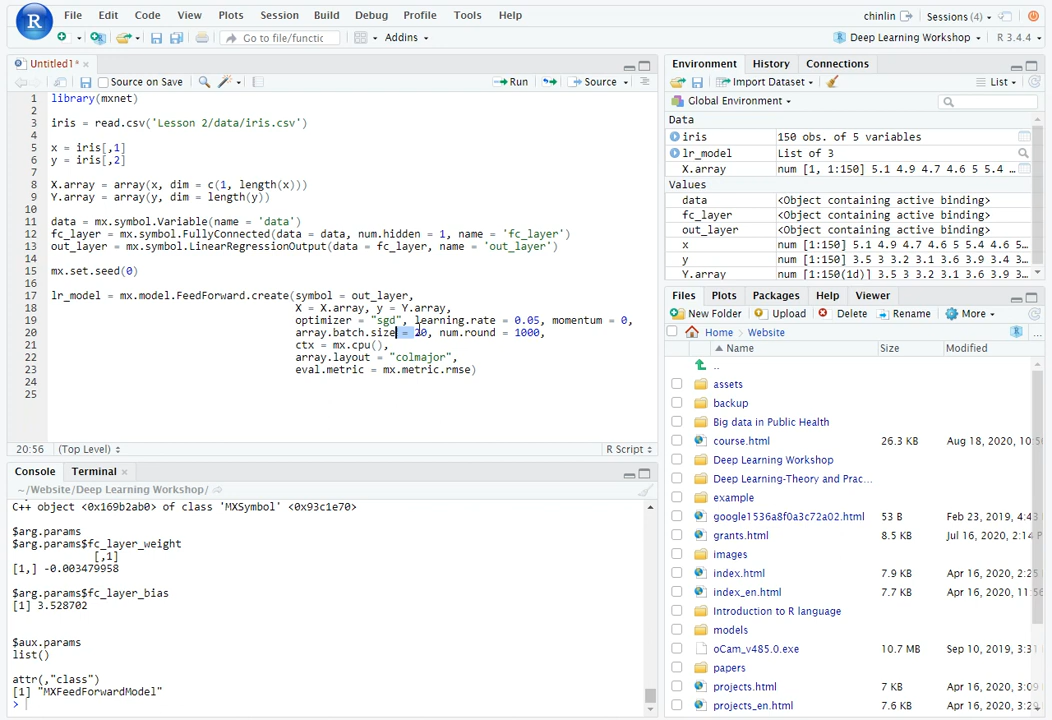 R File Edit Code View Plots Session Build Debug Profile Tools Help chinlin Sessions (4)
Go to file/functic Addins Deep Learning Workshop R 3.4.4
Untitled1*
Source on Save Run Source
1 library(mxnet)
2
3 iris = read.csv('Lesson 2/data/iris.csv')
4
5 x = iris[,1]
6 y = iris[,2]
7
8 X.array = array(x, dim = c(1, length(x)))
9 Y.array = array(y, dim = length(y))
10
11 data = mx.symbol.Variable(name = 'data')
12 fc_layer = mx.symbol.FullyConnected(data = data, num.hidden = 1, name = 'fc_layer')
13 out_layer = mx.symbol.LinearRegressionOutput(data = fc_layer, name = 'out_layer')
14
15 mx.set.seed(0)
16
17 lr_model = mx.model.FeedForward.create(symbol = out_layer,
18 X = X.array, y = Y.array,
19 optimizer = "sgd", learning.rate = 0.05, momentum = 0,
20 array.batch.size = 20, num.round = 1000,
21 ctx = mx.cpu(),
22 array.layout = "colmajor",
23 eval.metric = mx.metric.rmse)
24
25
20:56 (Top Level) R Script
Console Terminal
~/Website/Deep Learning Workshop/
C++ object <0x169b2ab0> of class 'MXSymbol' <0x93c1e70>
$arg.params
$arg.params$fc_layer_weight
[,1]
[1,] -0.003479958
$arg.params$fc_layer_bias
[1] 3.528702
$aux.params
list()
attr(,"class")
[1] "MXFeedForwardModel"
>
Environment History Connections
Import Dataset List
Global Environment
Data
iris 150 obs. of 5 variables
lr_model List of 3
X.array num [1, 1:150] 5.1 4.9 4.7 4.6 5 5.4 …
Values
data <Object containing active binding>
fc_layer <Object containing active binding>
out_layer <Object containing active binding>
x num [1:150] 5.1 4.9 4.7 4.6 5 5…
y num [1:150] 3.5 3 3.2 3.1 3.6 3.9 3.4 3…
Y.array num [1:150(1d)] 3.5 3 3.2 3.1 3.6 3.9…
Files Plots Packages Help Viewer
New Folder Upload Delete Rename More
Home Website ...
Name Size Modified
..
assets
backup
Big data in Public Health
course.html 26.3 KB Aug 18, 2020, 10:5
Deep Learning Workshop
Deep Learning-Theory and Prac...
example
google1536a8f0a3c72a02.html 53 B Feb 23, 2019, 4:43
grants.html 8.5 KB Jul 16, 2020, 2:14 P
images
index.html 7.9 KB Apr 16, 2020, 2:25
index_en.html 7.7 KB Apr 16, 2020, 11:5
Introduction to R language
models
oCam_v485.0.exe 10.7 MB Sep 10, 2019, 3:31
papers
projects.html 7 KB Apr 16, 2020, 3:09
projects_en.html 7.6 KB Apr 16, 2020, 3:29